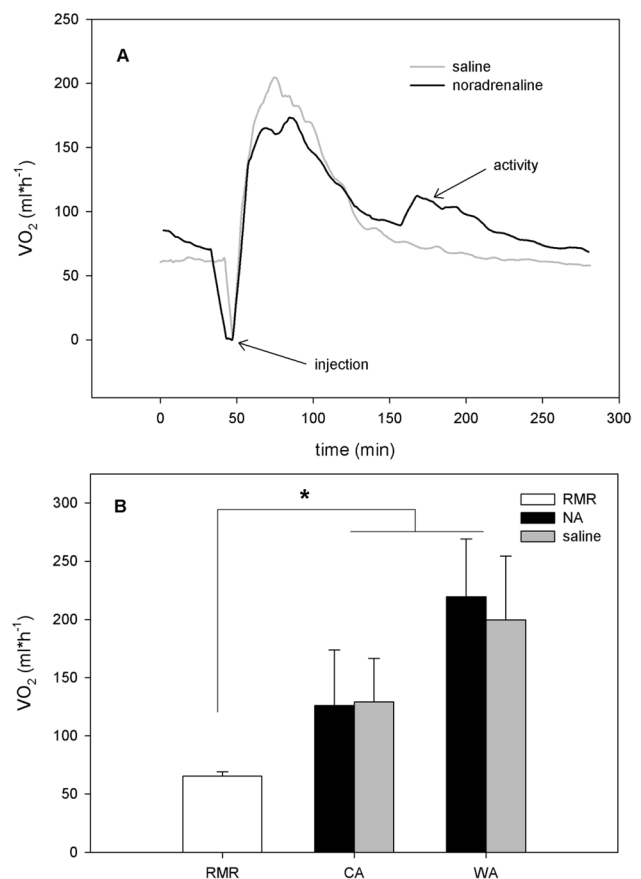 250
A
saline
200
noradrenaline
150
activity
VO2 (ml*h-1)
100
50
injection
0
0 50 100 150 200 250 300
time (min)
300
B
*
RMR
NA
saline
250
200
VO2 (ml*h-1)
150
100
50
0
RMR CA WA